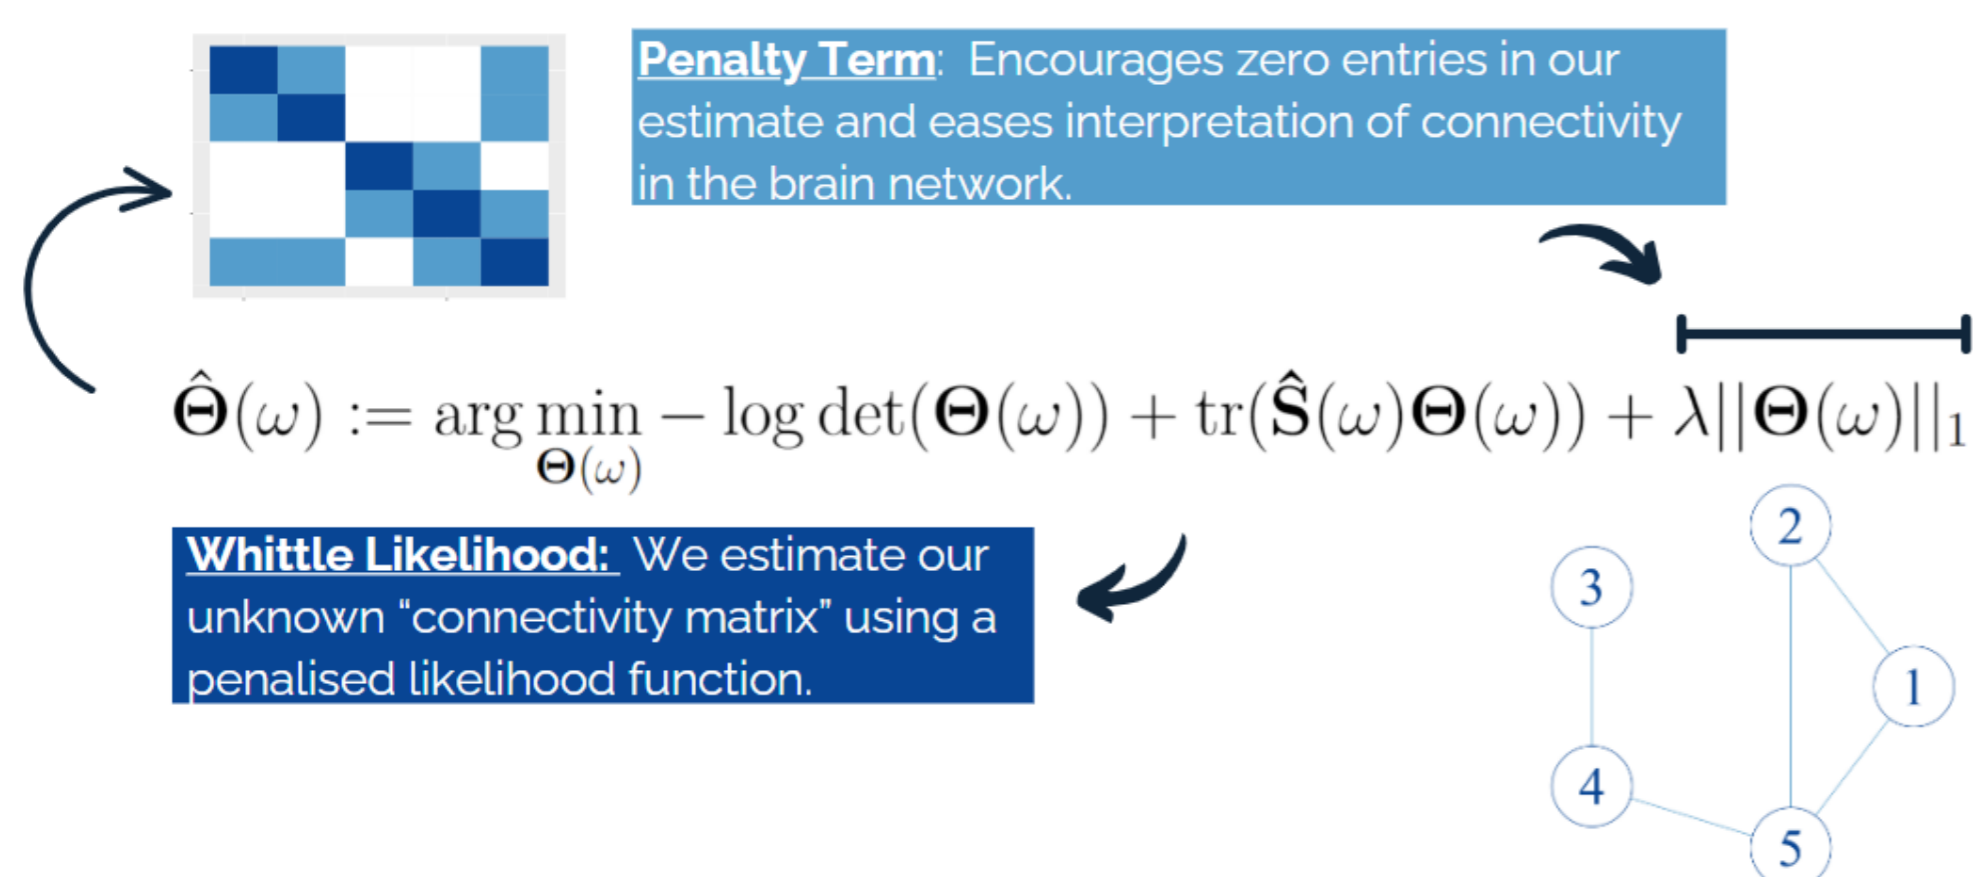 Penalty Term: Encourages zero entries in our
estimate and eases interpretation of connectivity
in the brain network.
Θ̂(ω) := arg min − log det(Θ(ω)) + tr(Ŝ(ω)Θ(ω)) + λ||Θ(ω)||₁
Θ(ω)
Whittle Likelihood: We estimate our
unknown “connectivity matrix” using a
penalised likelihood function.
2
3
1
4
5